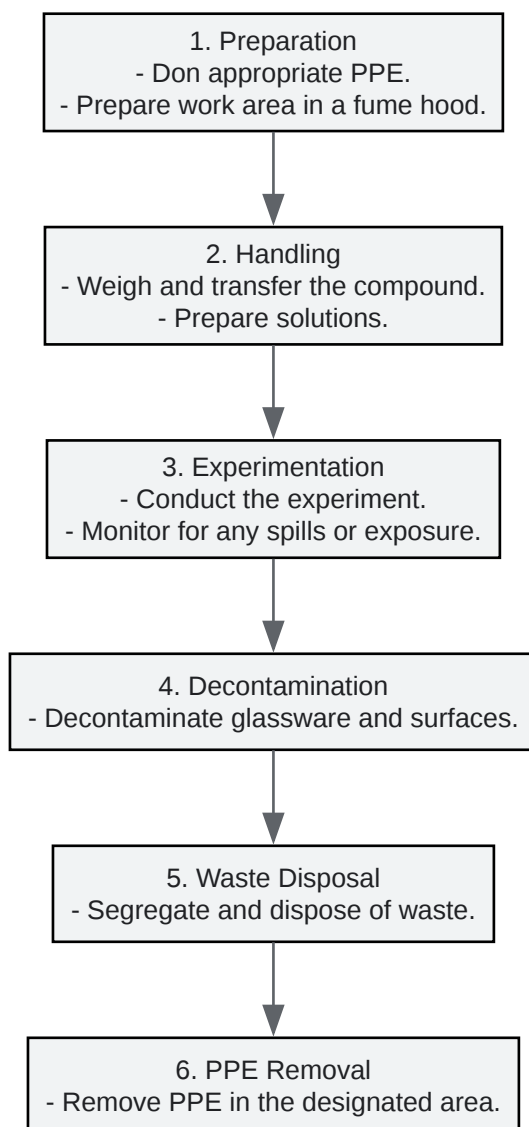 1. Preparation
- Don appropriate PPE.
- Prepare work area in a fume hood.
2. Handling
- Weigh and transfer the compound.
- Prepare solutions.
3. Experimentation
- Conduct the experiment.
- Monitor for any spills or exposure.
4. Decontamination
- Decontaminate glassware and surfaces.
5. Waste Disposal
- Segregate and dispose of waste.
6. PPE Removal
- Remove PPE in the designated area.